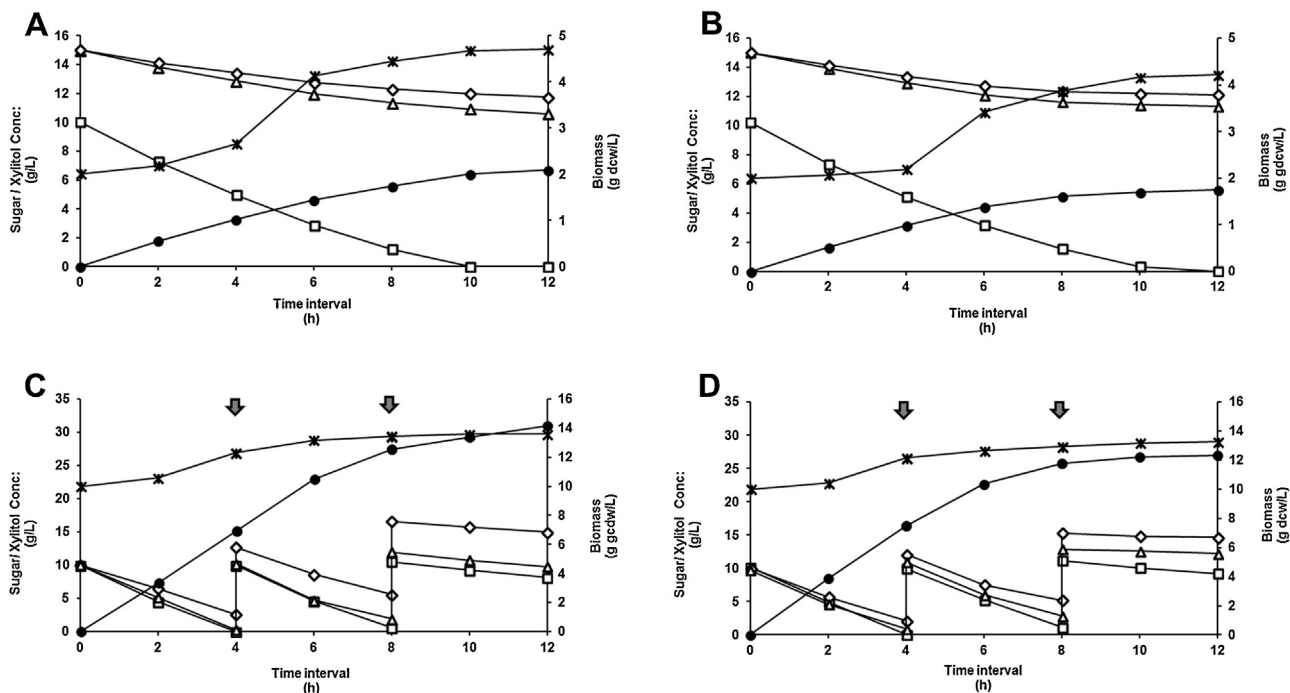 A
16
14
12
10
8
6
4
2
0
Sugar/ Xylitol Conc:
(g/L)
5
4
3
2
1
0
Biomass
(g dcw/L)
0 2 4 6 8 10 12
Time interval
(h)
B
16
14
12
10
8
6
4
2
0
Sugar/ Xylitol Conc:
(g/L)
5
4
3
2
1
0
Biomass
(g gdcw/L)
0 2 4 6 8 10 12
Time interval
(h)
C
35
30
25
20
15
10
5
0
Sugar/ Xylitol Conc:
(g/L)
16
14
12
10
8
6
4
2
0
Biomass
(g gcdw/L)
0 2 4 6 8 10 12
Time interval
(h)
D
35
30
25
20
15
10
5
0
Sugar/ Xylitol Conc:
(g/L)
16
14
12
10
8
6
4
2
0
Biomass
(g dcw/L)
0 2 4 6 8 10 12
Time interval
(h)